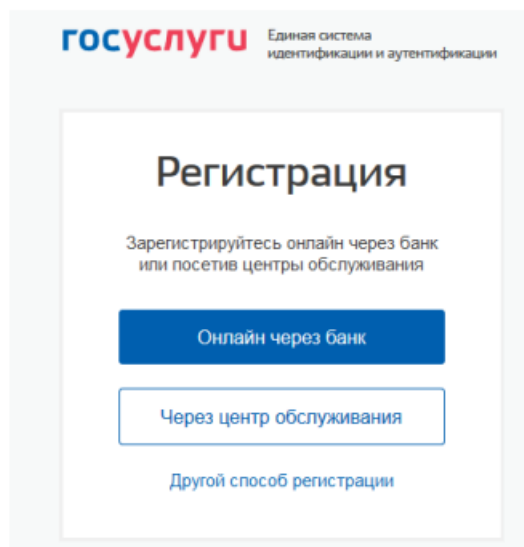 госуслуги
Единая система
идентификации и аутентификации
Регистрация
Зарегистрируйтесь онлайн через банк
или посетив центры обслуживания
Онлайн через банк
Через центр обслуживания
Другой способ регистрации